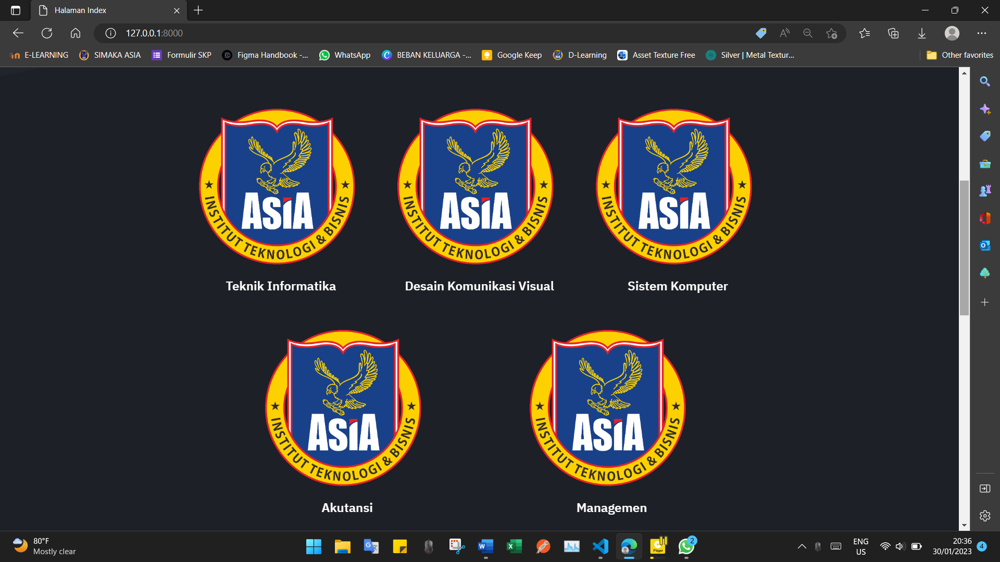 Halaman Index
127.0.0.1:8000
E-LEARNING
SIMAKA ASIA
Formulir SKP
Figma Handbook -...
WhatsApp
BEBAN KELUARGA -...
Google Keep
D-Learning
Asset Texture Free
Silver | Metal Textur...
Other favorites
ASiA
INSTITUT TEKNOLOGI & BISNIS
ASiA
INSTITUT TEKNOLOGI & BISNIS
ASiA
INSTITUT TEKNOLOGI & BISNIS
Teknik Informatika
Desain Komunikasi Visual
Sistem Komputer
ASiA
INSTITUT TEKNOLOGI & BISNIS
ASiA
INSTITUT TEKNOLOGI & BISNIS
Akutansi
Managemen
80°F
Mostly clear
Player
2
ENG
US
20:36
30/01/2023
4